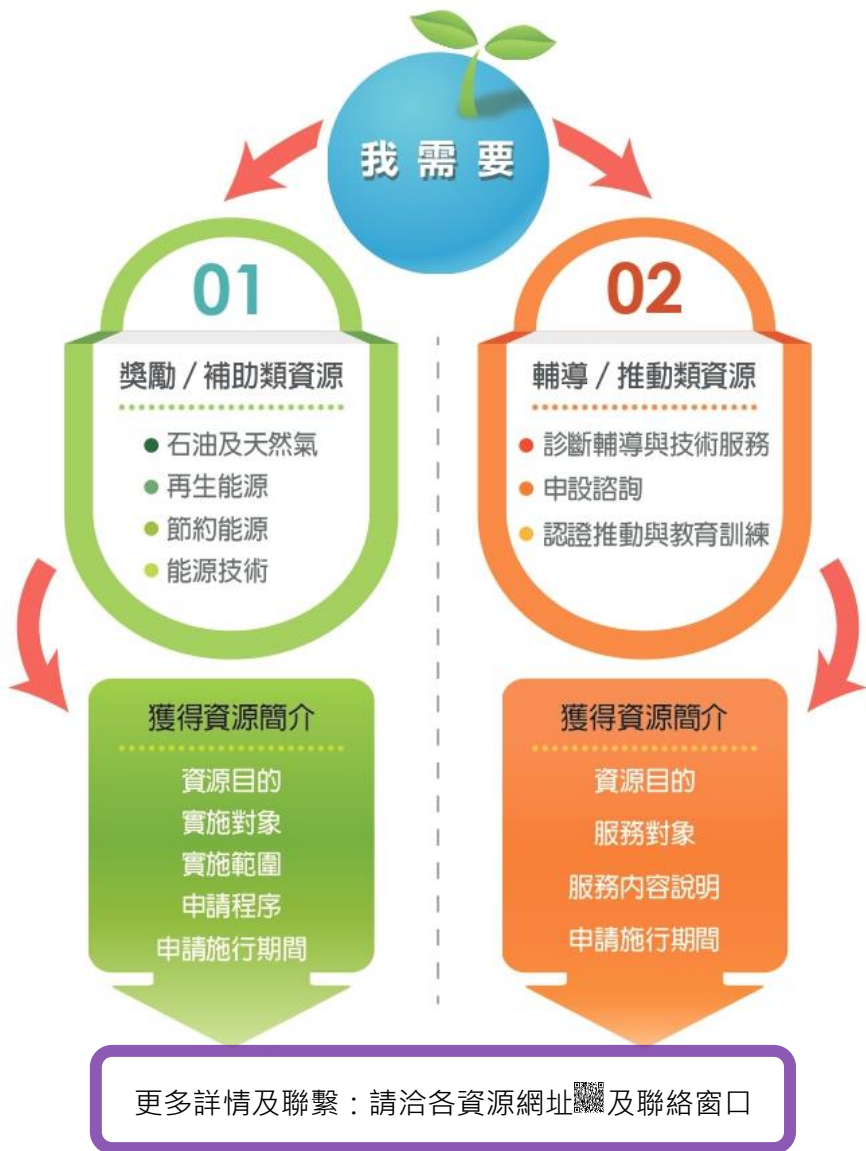 我需要
01
獎勵/補助類資源
石油及天然氣
再生能源
節約能源
能源技術
獲得資源簡介
資源目的
實施對象
實施範圍
申請程序
申請施行期間
02
輔導/推動類資源
診斷輔導與技術服務
申設諮詢
認證推動與教育訓練
獲得資源簡介
資源目的
服務對象
服務內容說明
申請施行期間
更多詳情及聯繫：請洽各資源網址及聯絡窗口